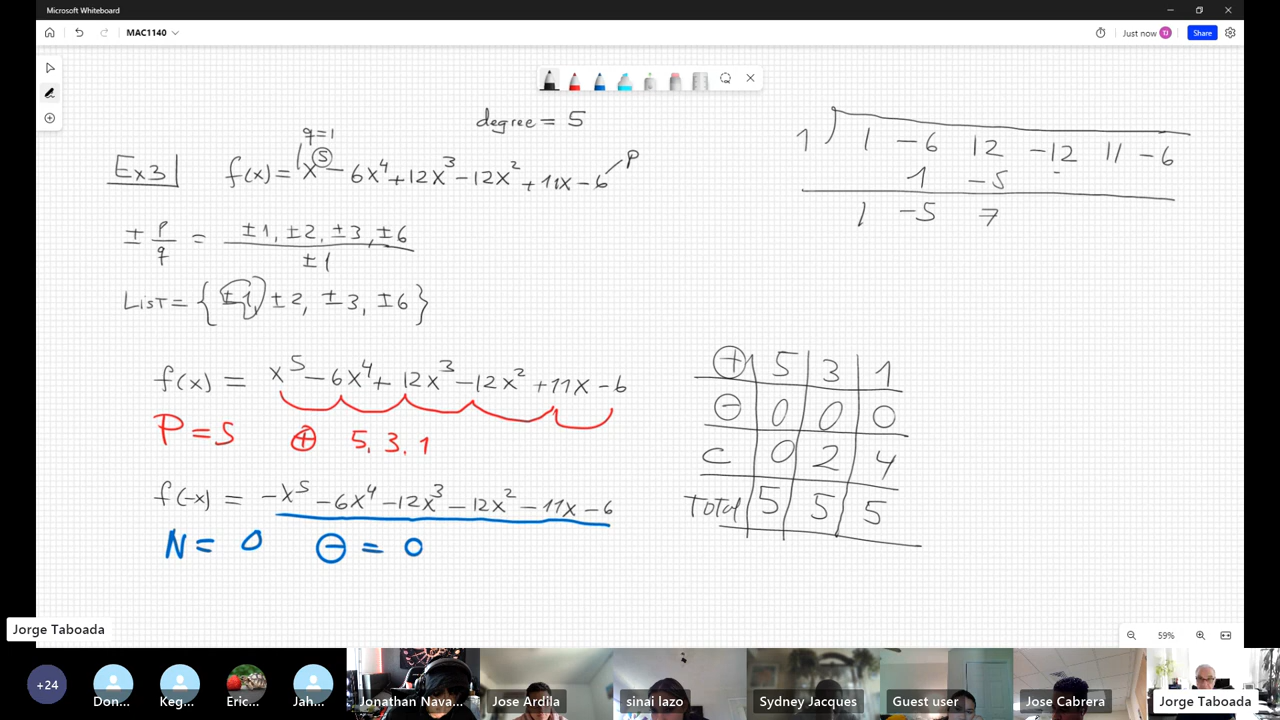 Microsoft Whiteboard
MAC1140
Just now TJ Share
degree = 5
q=1
Ex3 f(x) = 1x⁵ - 6x⁴ + 12x³ - 12x² + 11x - 6 P
± P/q = ±1, ±2, ±3, ±6 / ±1
List = { ±1, ±2, ±3, ±6 }
1 ) 1 -6 12 -12 11 -6
1 -5
1 -5 7
f(x) = x⁵ - 6x⁴ + 12x³ - 12x² + 11x - 6
P = 5 ⊕ 5, 3, 1
f(-x) = -x⁵ - 6x⁴ - 12x³ - 12x² - 11x - 6
N = 0 ⊖ = 0
⊕ 5 3 1
⊖ 0 0 0
C 0 2 4
Total 5 5 5
59%
Jorge Taboada
+24 Don... Keg... Eric... Jah... Jonathan Nava... Jose Ardila sinai lazo Sydney Jacques Guest user Jose Cabrera Jorge Taboada